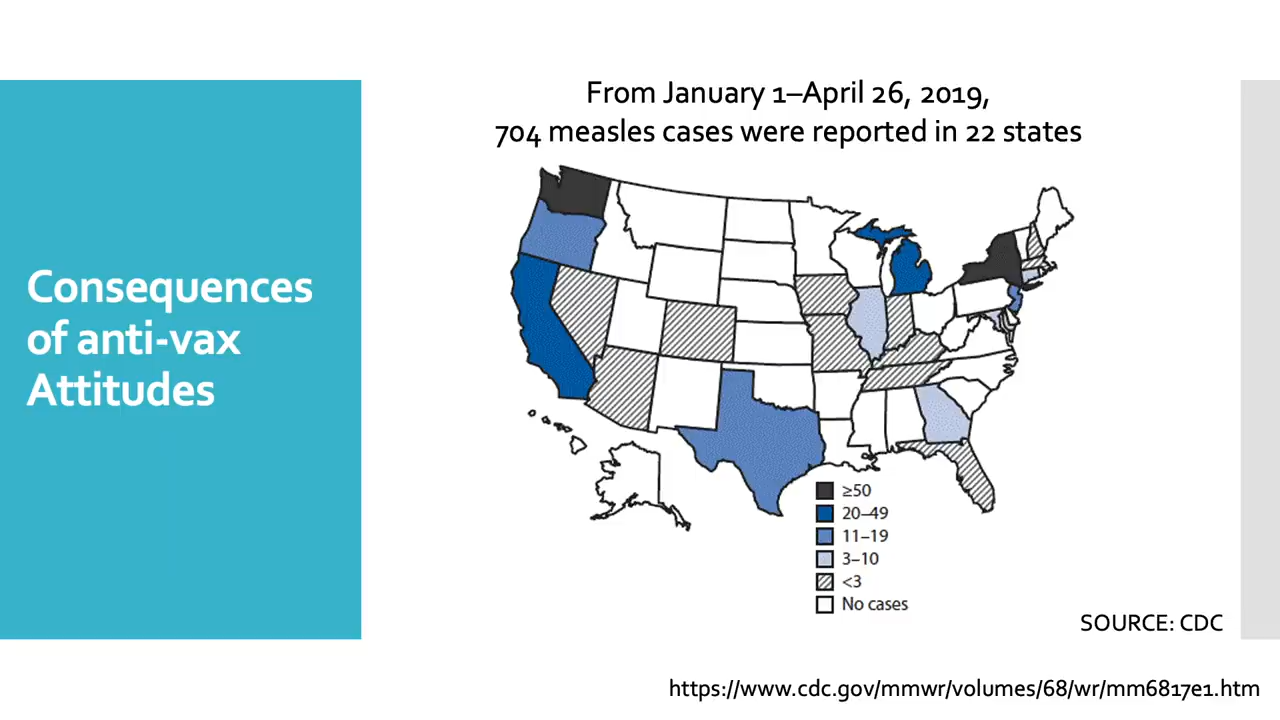 Consequences
of anti-vax
Attitudes
From January 1–April 26, 2019,
704 measles cases were reported in 22 states
≥50
20–49
11–19
3–10
<3
No cases
SOURCE: CDC
https://www.cdc.gov/mmwr/volumes/68/wr/mm6817e1.htm